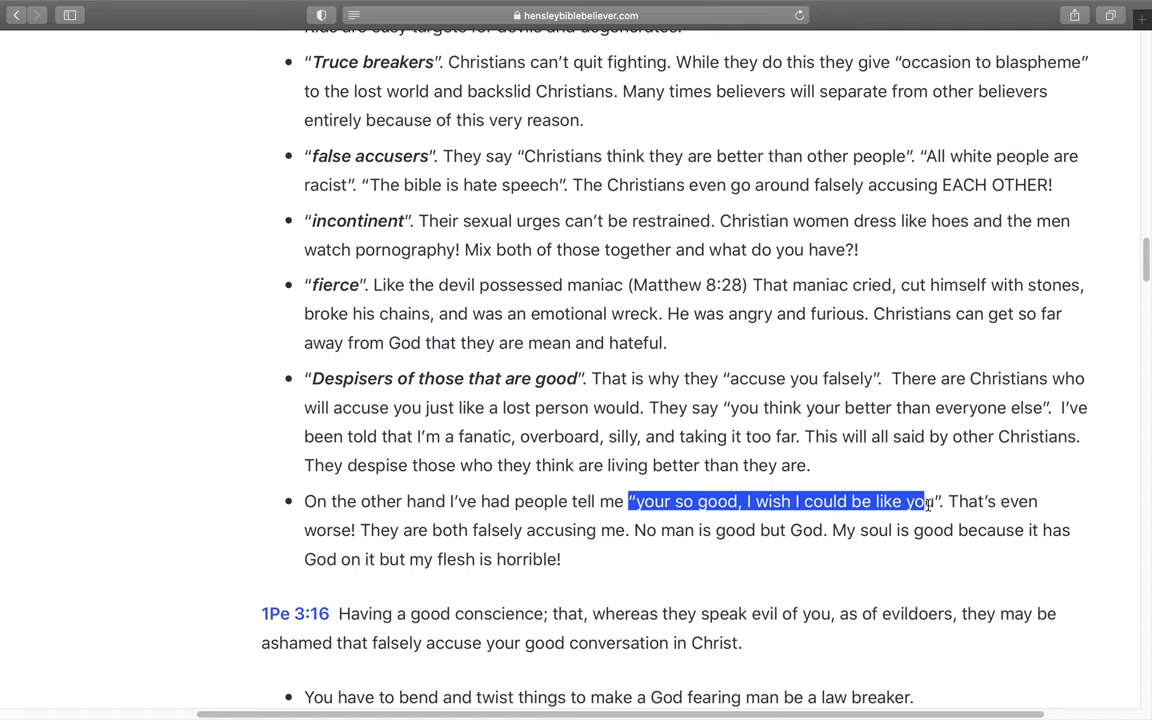 hensleybiblebeliever.com
Kids are easy targets for devils and degenerates.
• “Truce breakers”. Christians can’t quit fighting. While they do this they give “occasion to blaspheme”
to the lost world and backslid Christians. Many times believers will separate from other believers
entirely because of this very reason.
• “false accusers”. They say “Christians think they are better than other people”. “All white people are
racist”. “The bible is hate speech”. The Christians even go around falsely accusing EACH OTHER!
• “incontinent”. Their sexual urges can’t be restrained. Christian women dress like hoes and the men
watch pornography! Mix both of those together and what do you have?!
• “fierce”. Like the devil possessed maniac (Matthew 8:28) That maniac cried, cut himself with stones,
broke his chains, and was an emotional wreck. He was angry and furious. Christians can get so far
away from God that they are mean and hateful.
• “Despisers of those that are good”. That is why they “accuse you falsely”.  There are Christians who
will accuse you just like a lost person would. They say “you think your better than everyone else”.  I’ve
been told that I’m a fanatic, overboard, silly, and taking it too far. This will all said by other Christians.
They despise those who they think are living better than they are.
• On the other hand I’ve had people tell me “your so good, I wish I could be like you”. That’s even
worse! They are both falsely accusing me. No man is good but God. My soul is good because it has
God on it but my flesh is horrible!
1Pe 3:16  Having a good conscience; that, whereas they speak evil of you, as of evildoers, they may be
ashamed that falsely accuse your good conversation in Christ.
• You have to bend and twist things to make a God fearing man be a law breaker.